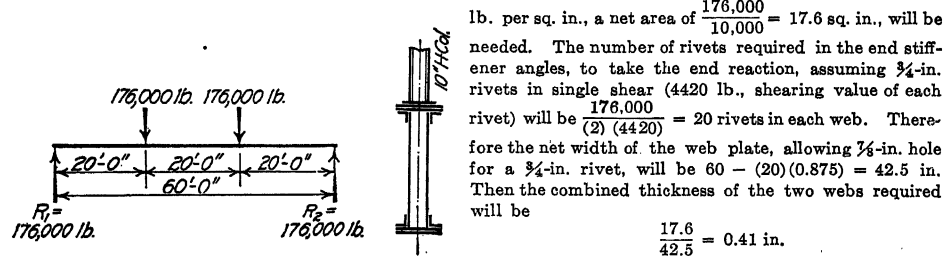 176,000 lb. 176,000 lb.
20'-0" 20'-0" 20'-0"
60'-0"
R₁= R₂=
176,000 lb. 176,000 lb.
10" H Col.
lb. per sq. in., a net area of 176,000/10,000 = 17.6 sq. in., will be
needed. The number of rivets required in the end stiff-
ener angles, to take the end reaction, assuming ¾-in.
rivets in single shear (4420 lb., shearing value of each
rivet) will be 176,000/(2) (4420) = 20 rivets in each web. There-
fore the net width of the web plate, allowing ⅞-in. hole
for a ¾-in. rivet, will be 60 − (20)(0.875) = 42.5 in.
Then the combined thickness of the two webs required
will be
17.6/42.5 = 0.41 in.